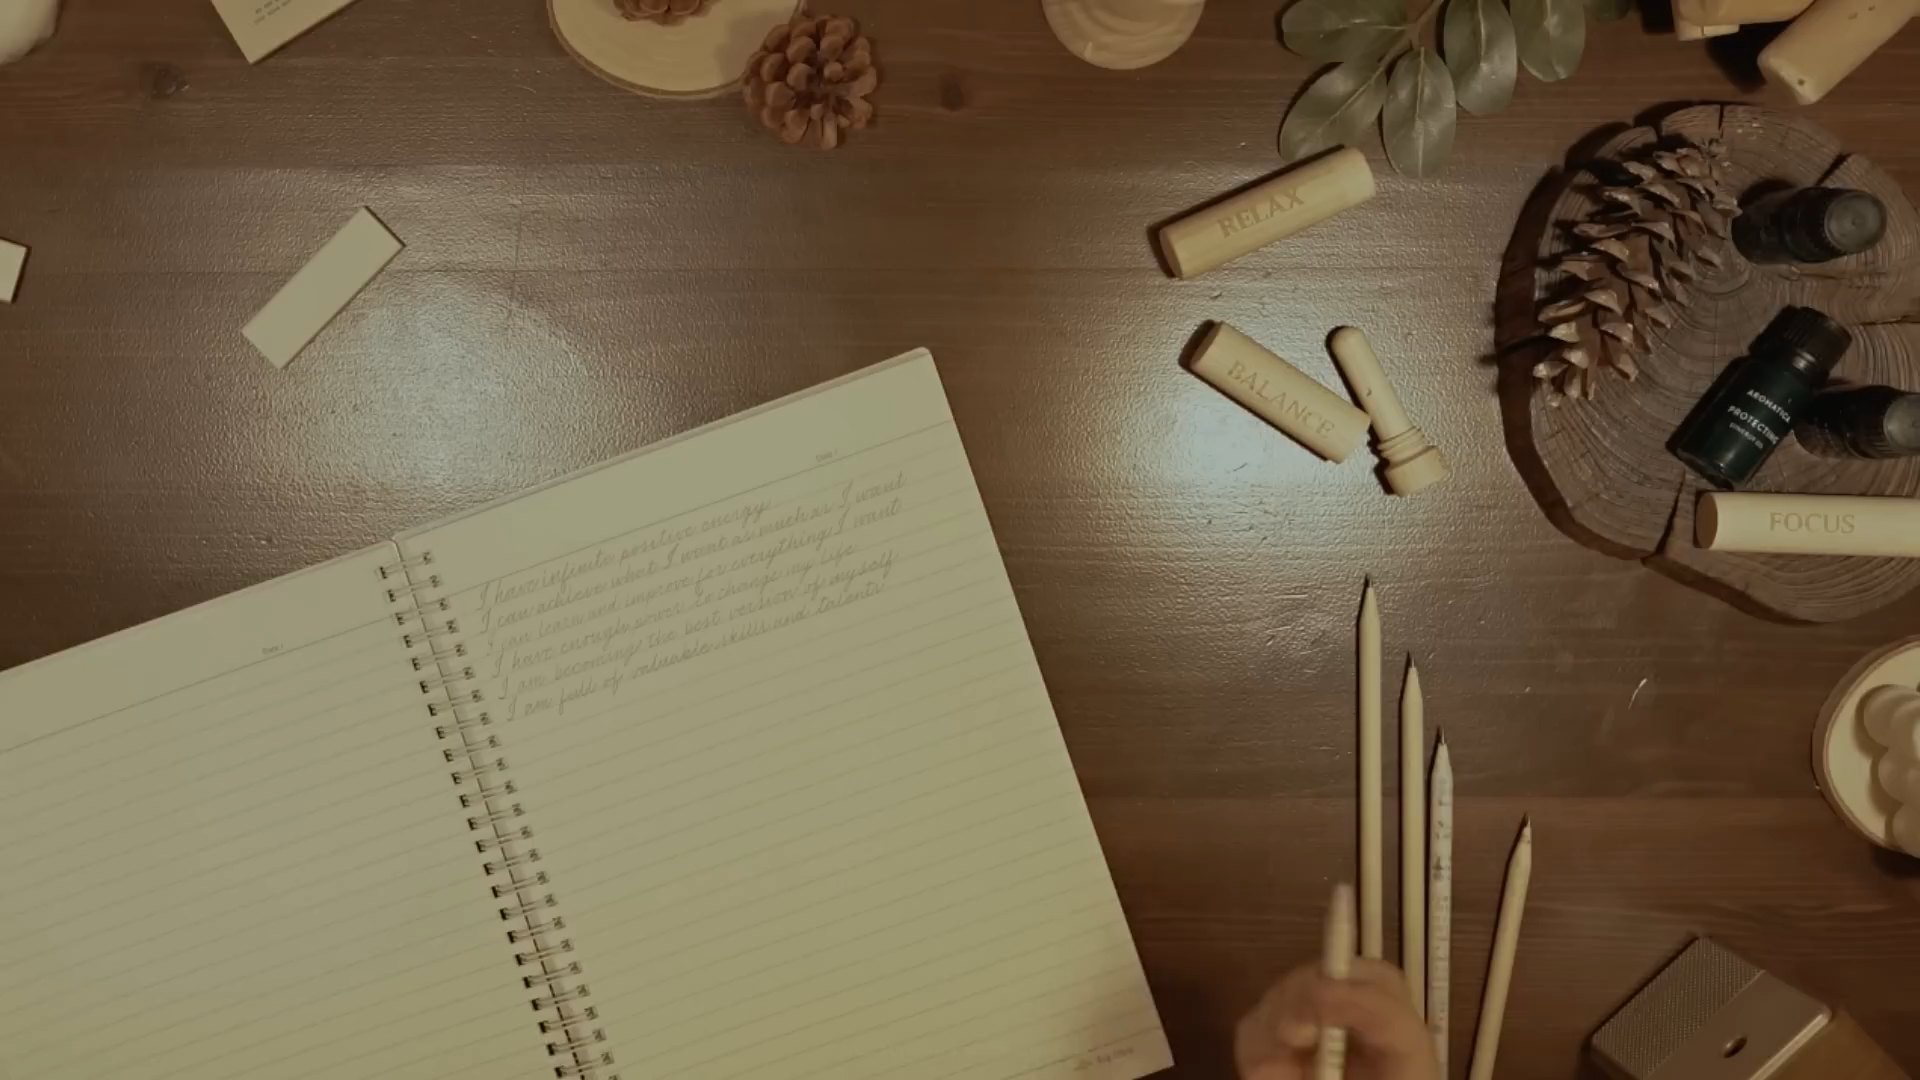 RELAX
BALANCE
AROMATICA
PROTECTING
FOCUS
I have infinite positive energy.
I can achieve what I want as much as I want
I can learn and improve for everything I want
I have enough power to change my life
I am becoming the best version of myself
I am full of valuable skills and talents